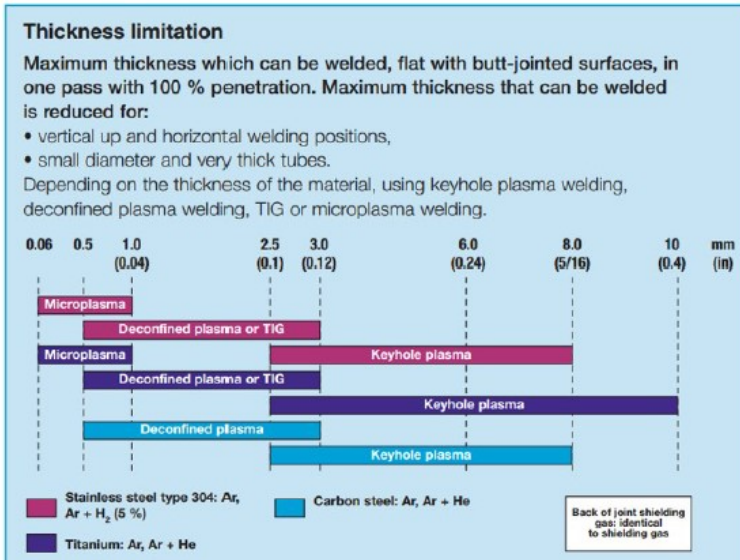 Thickness limitation
Maximum thickness which can be welded, flat with butt-jointed surfaces, in
one pass with 100 % penetration. Maximum thickness that can be welded
is reduced for:
• vertical up and horizontal welding positions,
• small diameter and very thick tubes.
Depending on the thickness of the material, using keyhole plasma welding,
deconfined plasma welding, TIG or microplasma welding.
0.06 0.5 1.0 2.5 3.0 6.0 8.0 10 mm
(0.04) (0.1) (0.12) (0.24) (5/16) (0.4) (in)
Microplasma
Deconfined plasma or TIG
Microplasma Keyhole plasma
Deconfined plasma or TIG
Keyhole plasma
Deconfined plasma
Keyhole plasma
Stainless steel type 304: Ar,
Ar + H₂ (5 %)
Carbon steel: Ar, Ar + He
Titanium: Ar, Ar + He
Back of joint shielding
gas: identical
to shielding gas